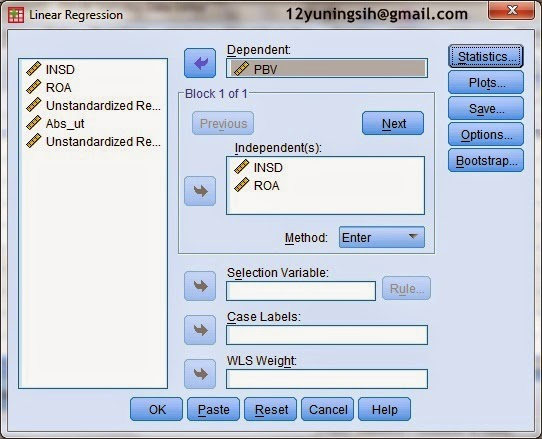 Linear Regression
12yuningsih@gmail.com
INSD
ROA
Unstandardized Re...
Abs_ut
Unstandardized Re...
Dependent:
PBV
Block 1 of 1
Previous
Next
Independent(s):
INSD
ROA
Method:
Enter
Selection Variable:
Rule...
Case Labels:
WLS Weight:
Statistics...
Plots...
Save...
Options...
Bootstrap...
OK
Paste
Reset
Cancel
Help